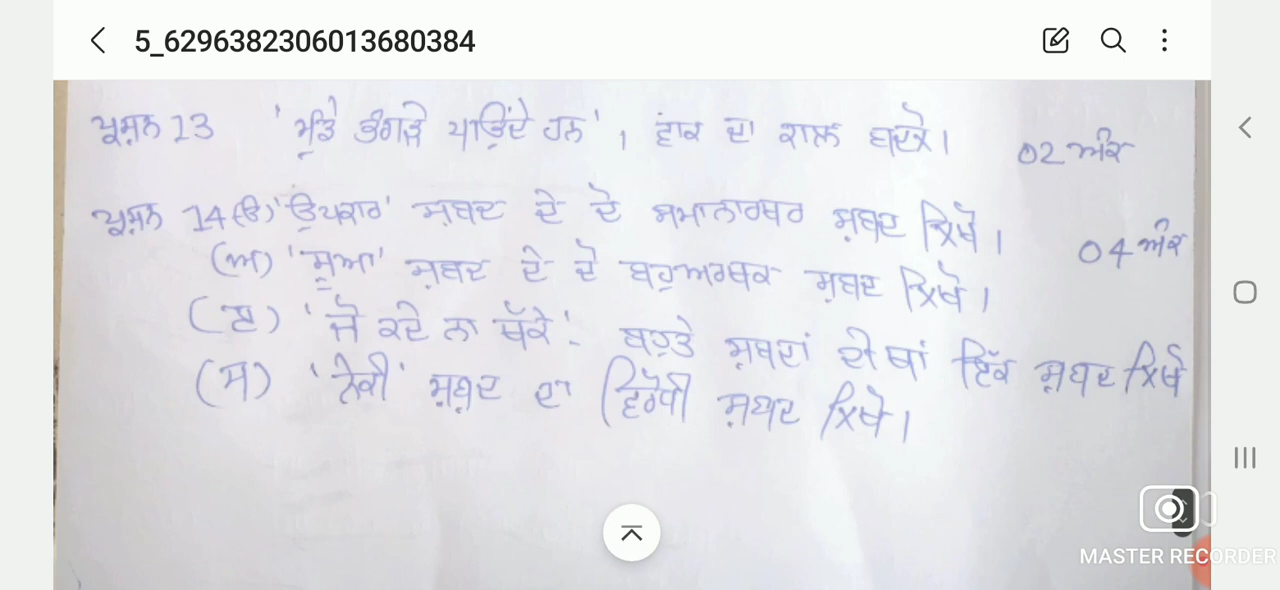 5_6296382306013680384
ਪ੍ਰਸ਼ਨ 13 'ਮੁੰਡੇ ਭੰਗੜੇ ਪਾਉਂਦੇ ਹਨ'। ਵਾਕ ਦਾ ਕਾਲ ਬਦਲੋ। 02 ਅੰਕ
ਪ੍ਰਸ਼ਨ 14 (ੳ) 'ਉਪਕਾਰ' ਸ਼ਬਦ ਦੇ ਦੋ ਸਮਾਨਾਰਥਕ ਸ਼ਬਦ ਲਿਖੋ। 04 ਅੰਕ
(ਅ) 'ਸੂਆ' ਸ਼ਬਦ ਦੇ ਦੋ ਬਹੁਅਰਥਕ ਸ਼ਬਦ ਲਿਖੋ।
(ੲ) 'ਜੋ ਕਦੇ ਨਾ ਥੱਕੇ'- ਬਹੁਤੇ ਸ਼ਬਦਾਂ ਦੀ ਥਾਂ ਇੱਕ ਸ਼ਬਦ ਲਿਖੋ
(ਸ) 'ਨੇਕੀ' ਸ਼ਬਦ ਦਾ ਵਿਰੋਧੀ ਸ਼ਬਦ ਲਿਖੋ।
MASTER RECORDER